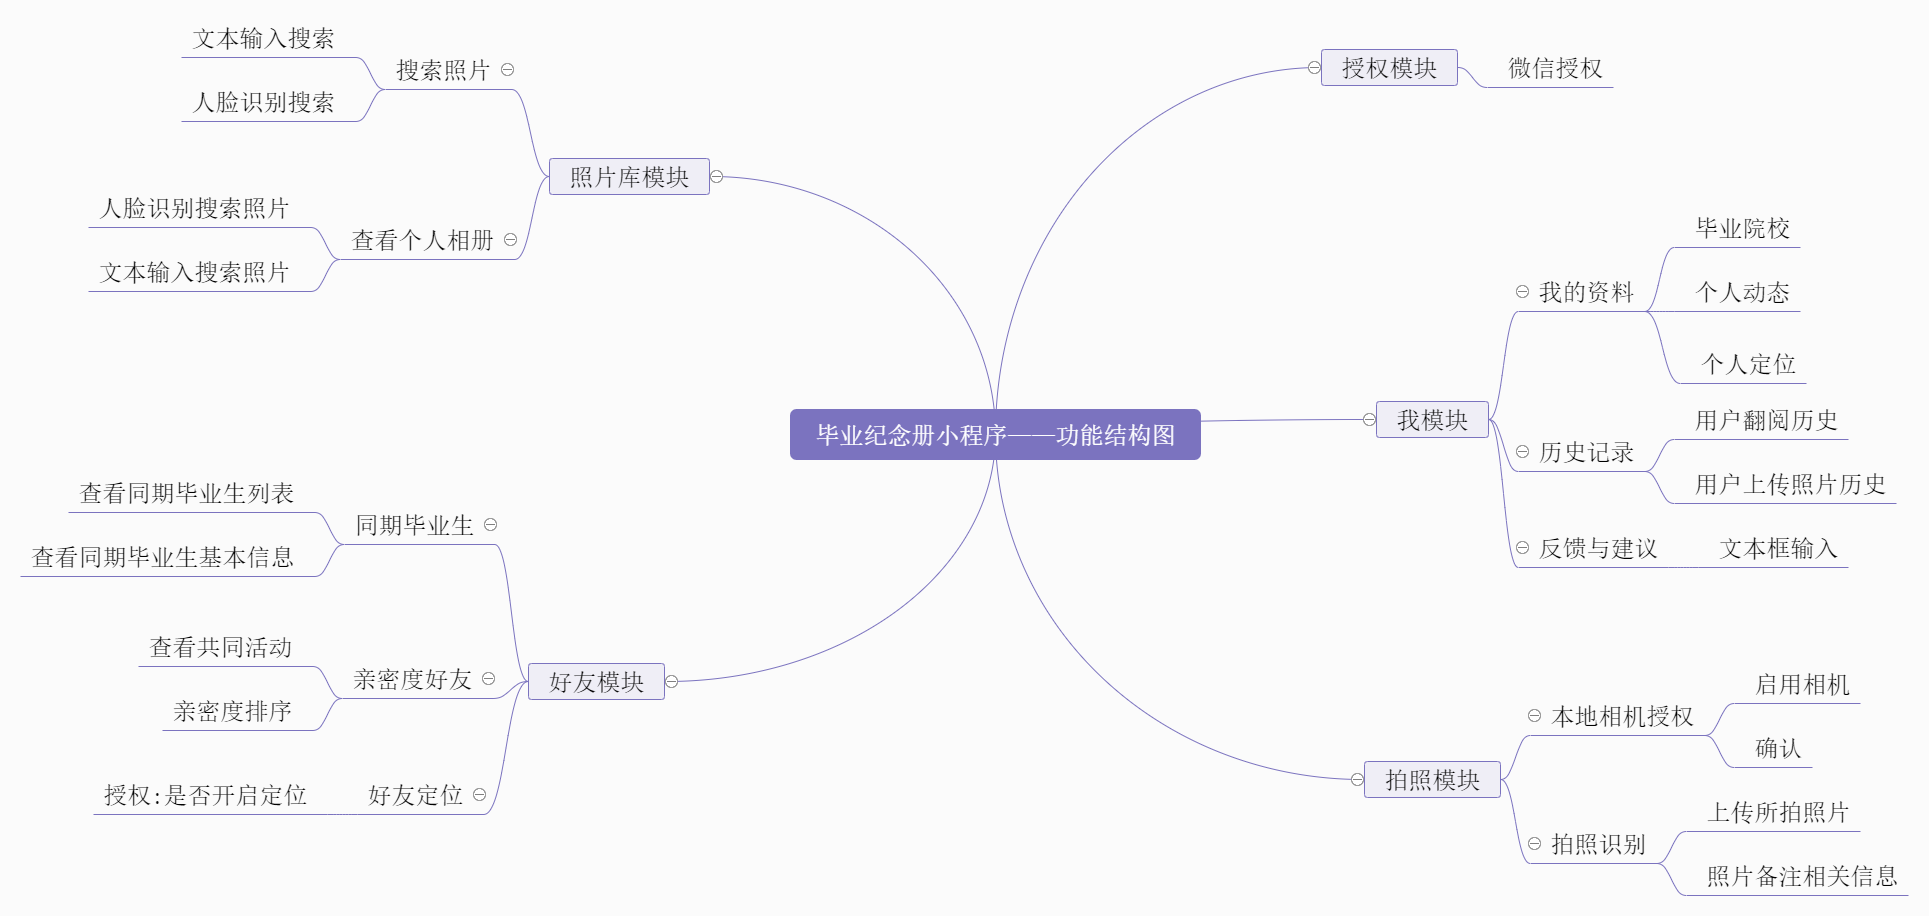 毕业纪念册小程序——功能结构图
授权模块
微信授权
我模块
我的资料
毕业院校
个人动态
个人定位
历史记录
用户翻阅历史
用户上传照片历史
反馈与建议
文本框输入
拍照模块
本地相机授权
启用相机
确认
拍照识别
上传所拍照片
照片备注相关信息
照片库模块
搜索照片
文本输入搜索
人脸识别搜索
查看个人相册
人脸识别搜索照片
文本输入搜索照片
好友模块
同期毕业生
查看同期毕业生列表
查看同期毕业生基本信息
亲密度好友
查看共同活动
亲密度排序
好友定位
授权:是否开启定位